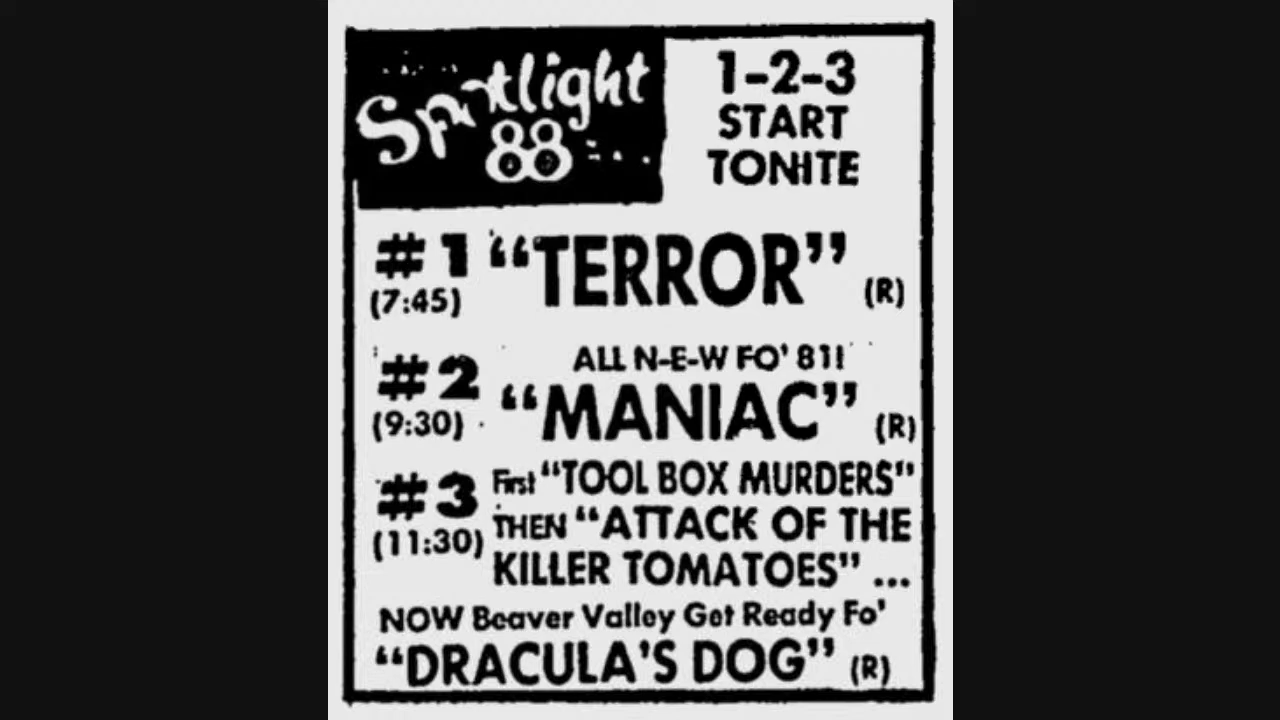 Spotlight
88
1-2-3
START
TONITE
#1 "TERROR" (R)
(7:45)
ALL N-E-W FO' 81!
#2 "MANIAC" (R)
(9:30)
#3 First "TOOL BOX MURDERS"
(11:30) THEN "ATTACK OF THE
KILLER TOMATOES" ...
NOW Beaver Valley Get Ready Fo'
"DRACULA'S DOG" (R)